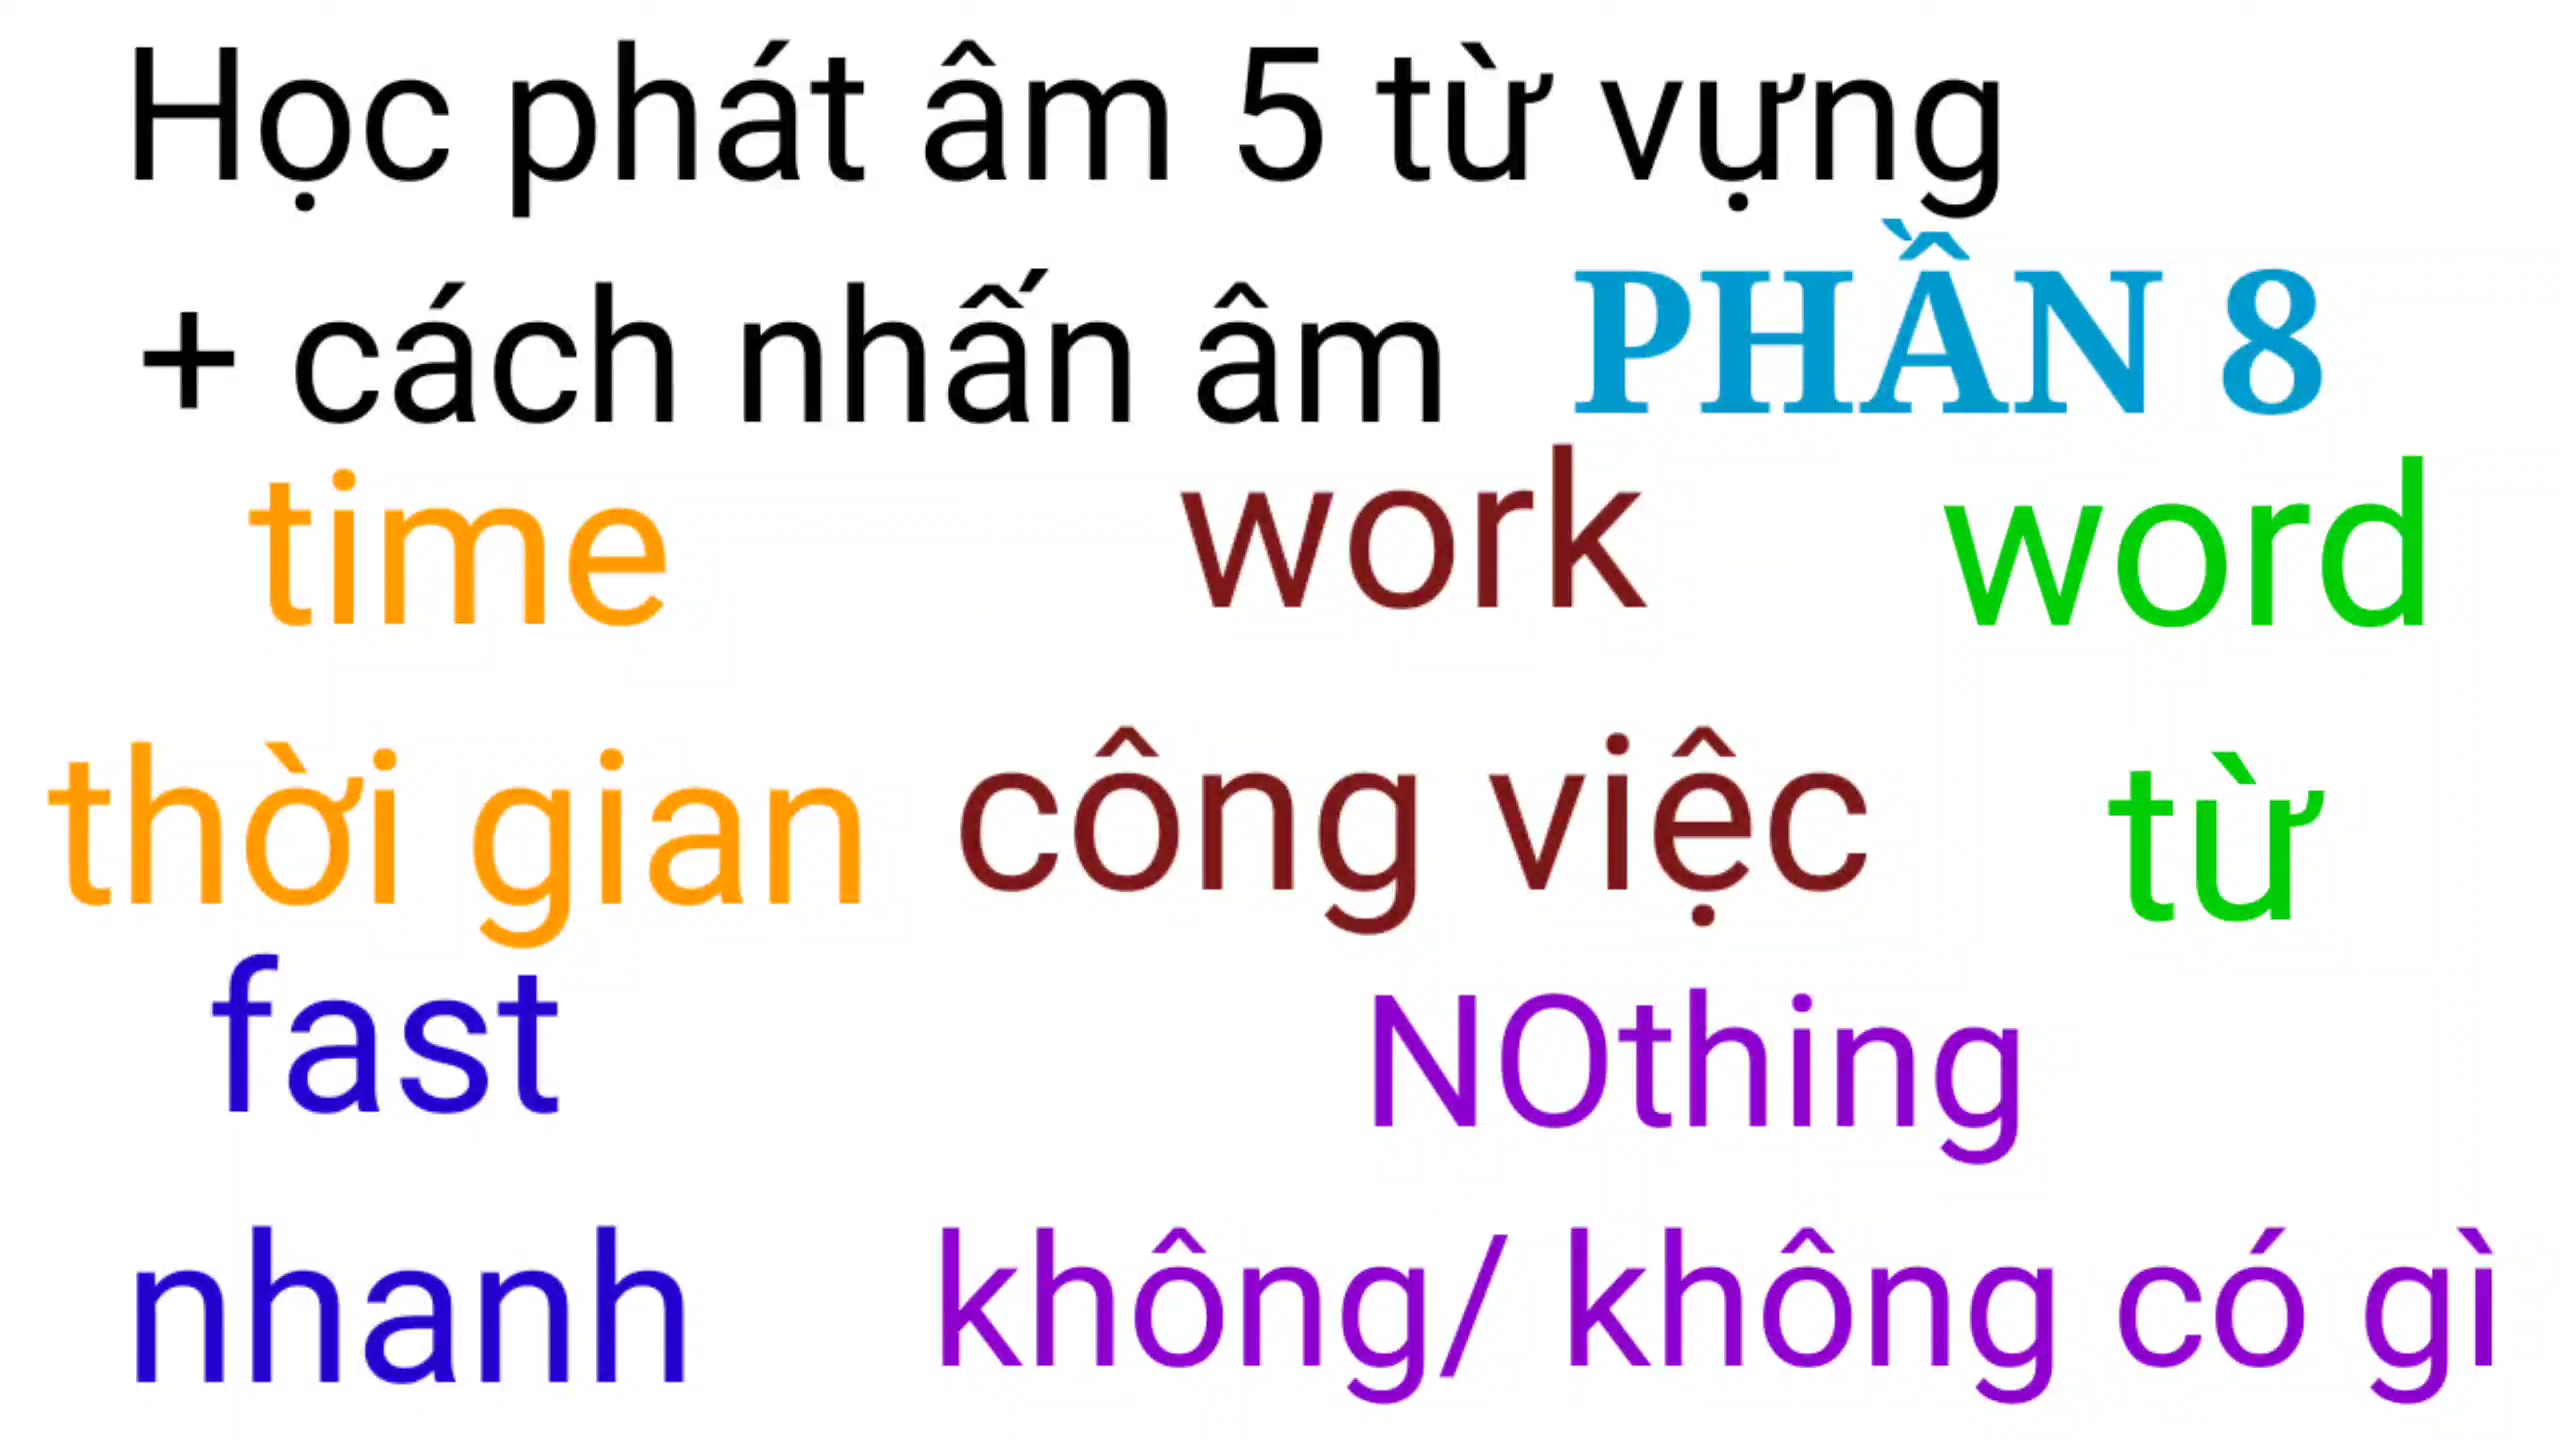 Học phát âm 5 từ vựng
+ cách nhấn âm PHẦN 8
time work word
thời gian công việc từ
fast NOthing
nhanh không/ không có gì